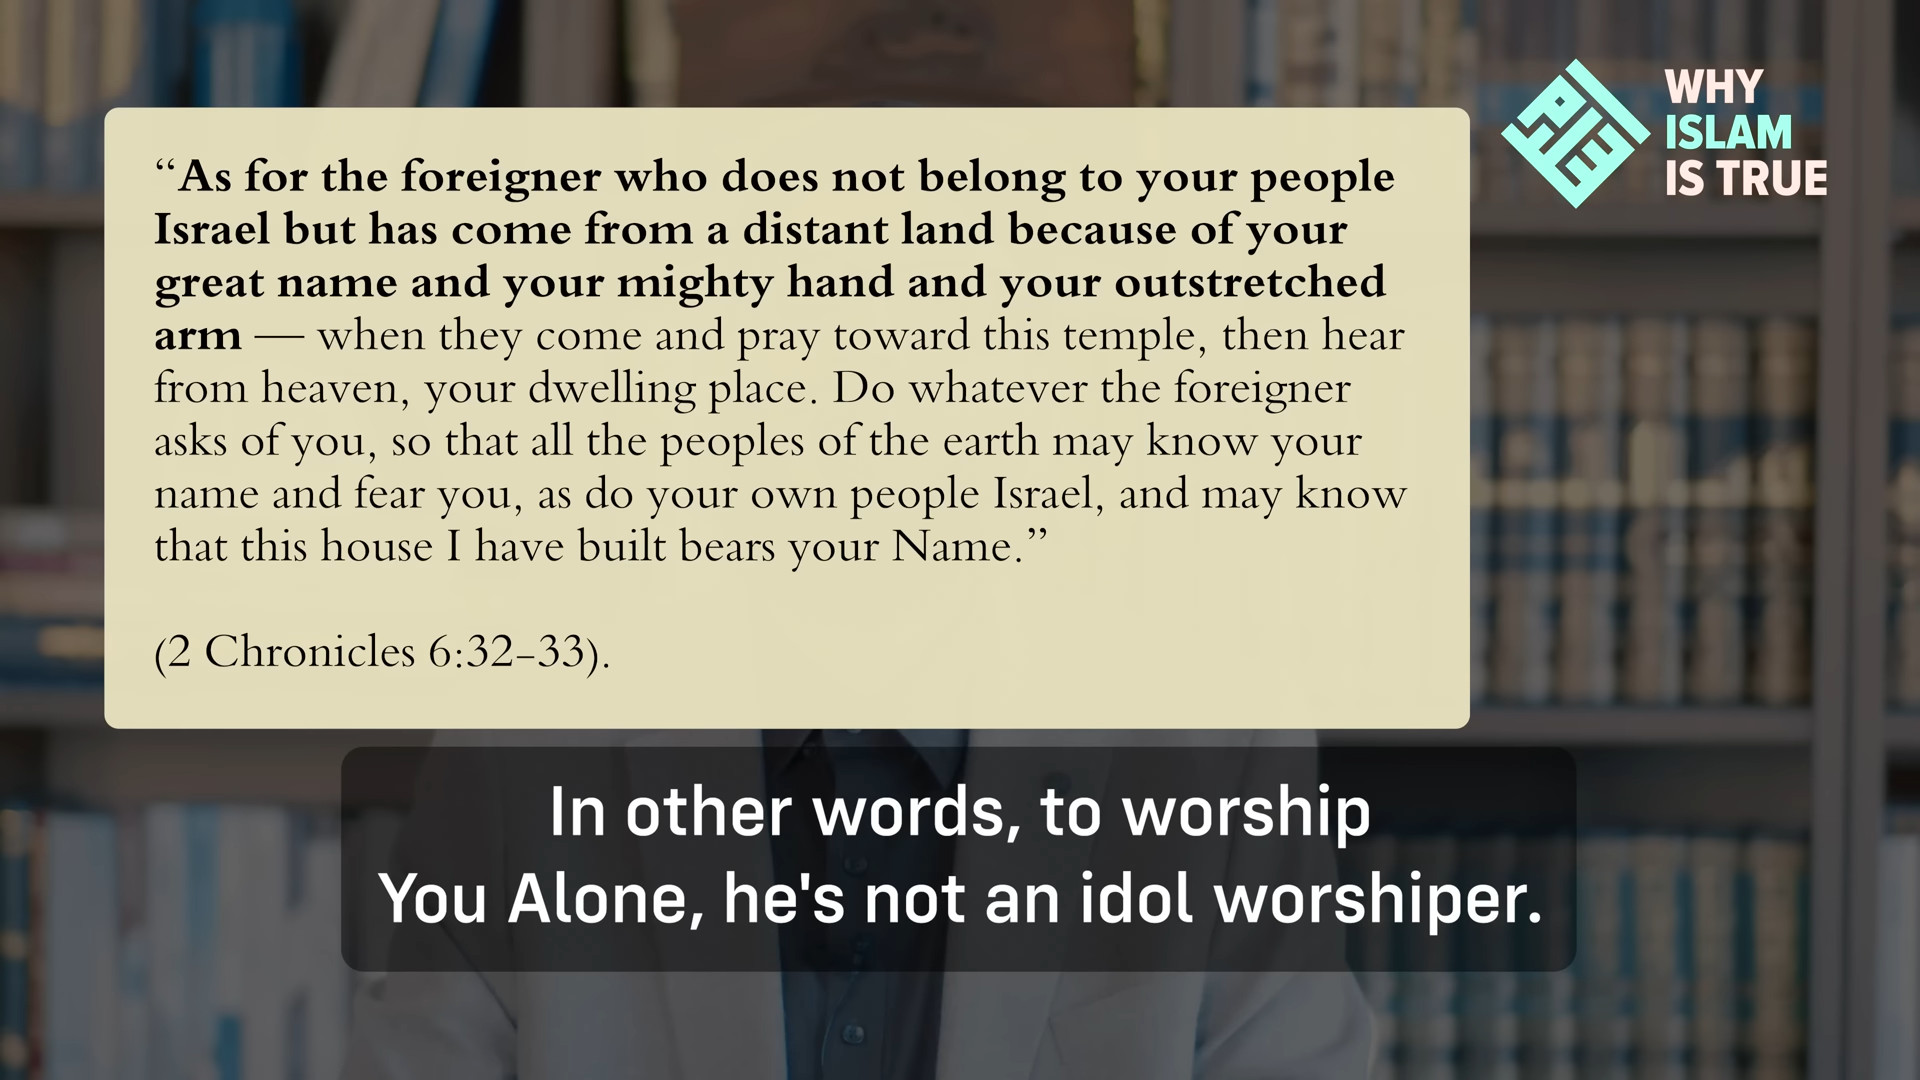 “As for the foreigner who does not belong to your people
Israel but has come from a distant land because of your
great name and your mighty hand and your outstretched
arm — when they come and pray toward this temple, then hear
from heaven, your dwelling place. Do whatever the foreigner
asks of you, so that all the peoples of the earth may know your
name and fear you, as do your own people Israel, and may know
that this house I have built bears your Name.”
(2 Chronicles 6:32–33).
WHY
ISLAM
IS TRUE
In other words, to worship
You Alone, he's not an idol worshiper.